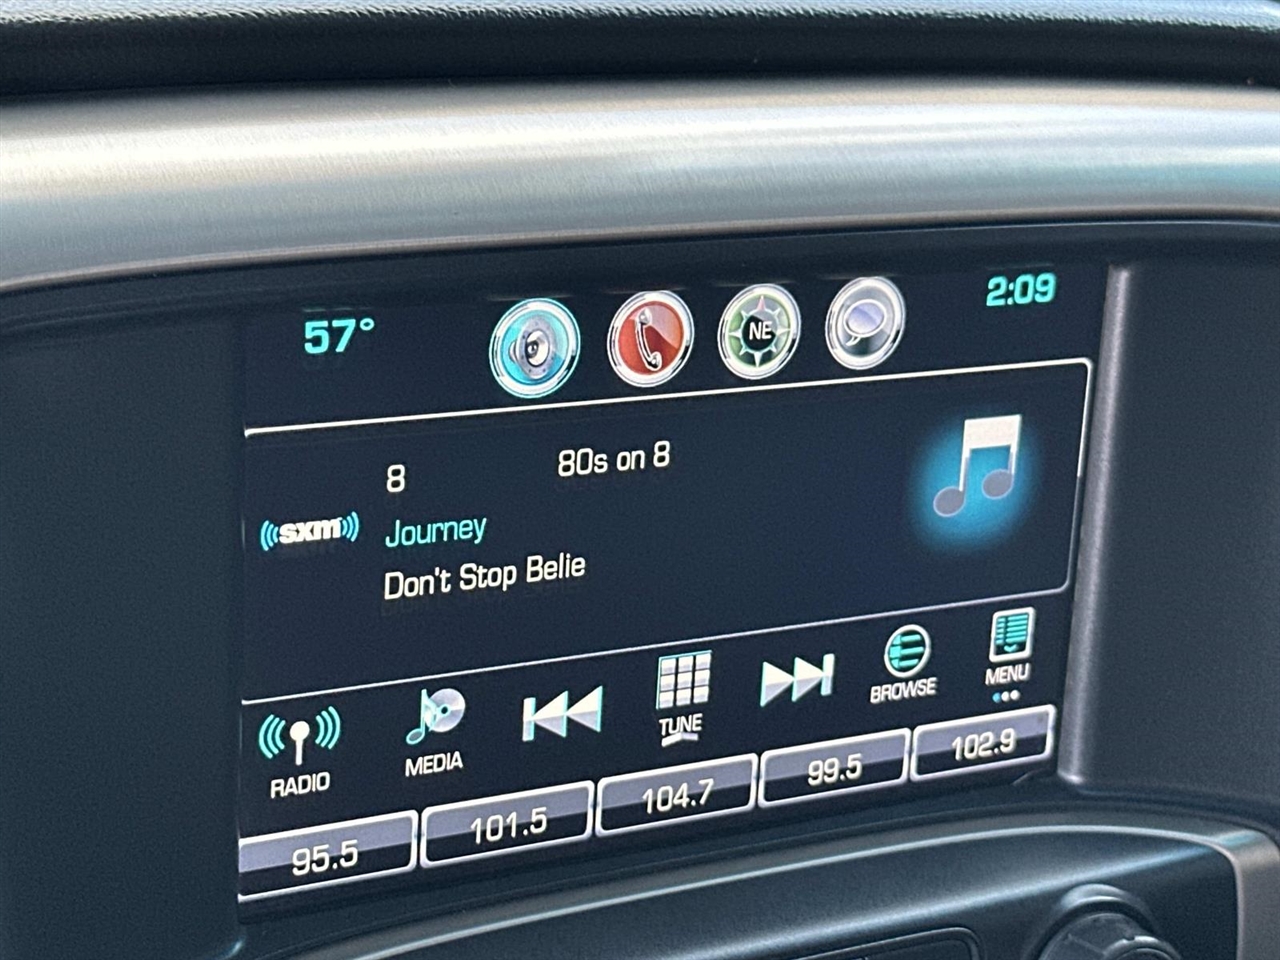 57°
NE
2:09
8
80s on 8
sxm
Journey
Don't Stop Belie
RADIO
MEDIA
TUNE
BROWSE
MENU
95.5
101.5
104.7
99.5
102.9